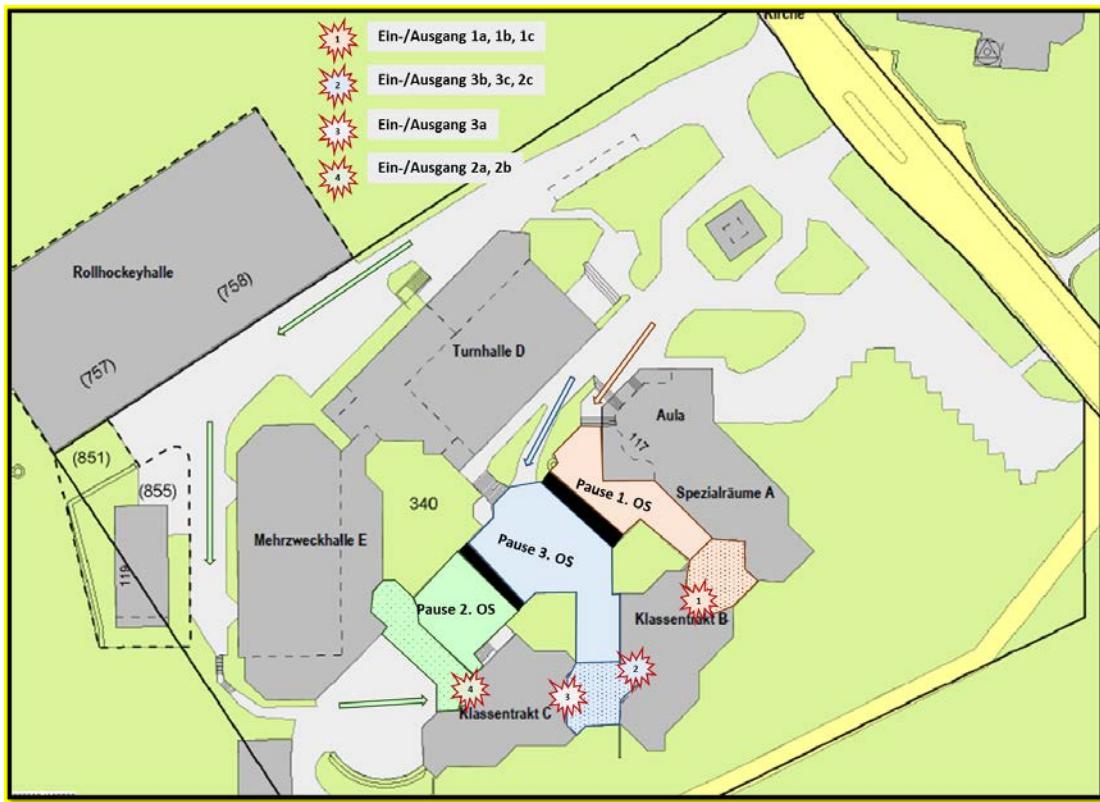 Kirche
1 Ein-/Ausgang 1a, 1b, 1c
2 Ein-/Ausgang 3b, 3c, 2c
3 Ein-/Ausgang 3a
4 Ein-/Ausgang 2a, 2b
Rollhockeyhalle
(758)
(757)
Turnhalle D
Aula
117
(851)
(855)
340
Pause 1. OS
Spezialräume A
Mehrzweckhalle E
Pause 3. OS
119
Pause 2. OS
1
Klassentrakt B
2
3
4
Klassentrakt C